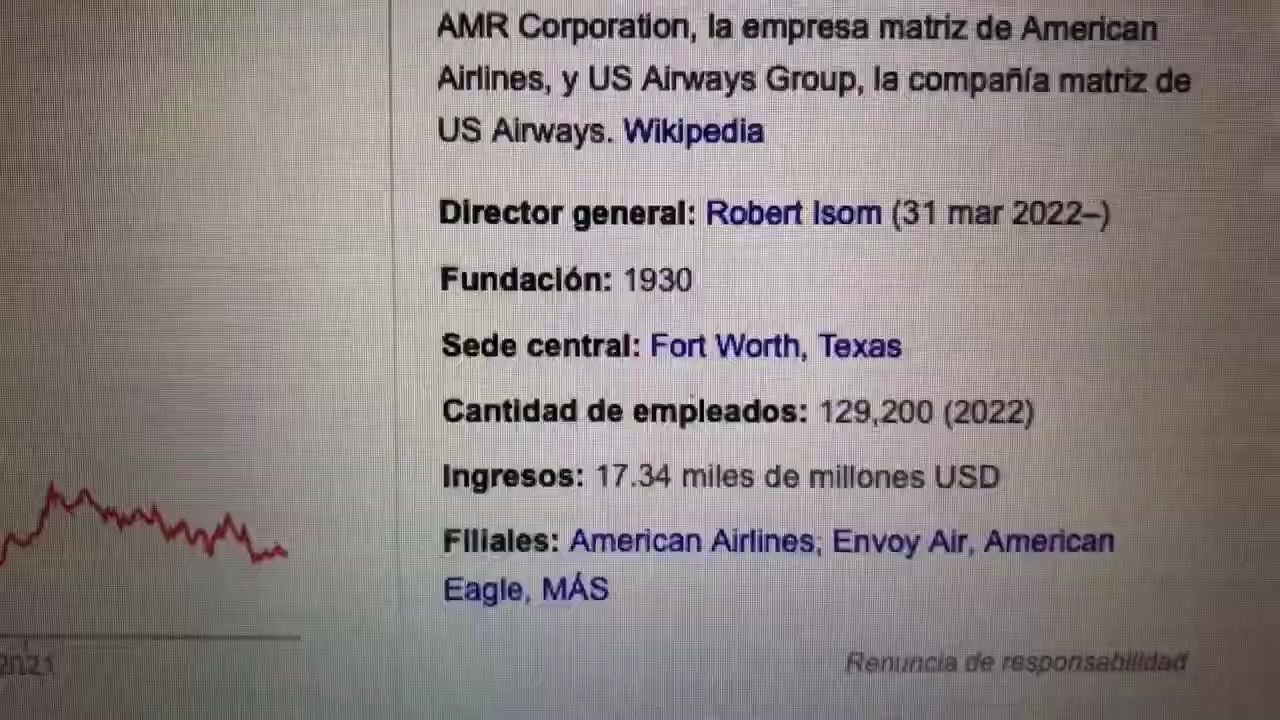 AMR Corporation, la empresa matriz de American
Airlines, y US Airways Group, la compañía matriz de
US Airways. Wikipedia
Director general: Robert Isom (31 mar 2022–)
Fundación: 1930
Sede central: Fort Worth, Texas
Cantidad de empleados: 129,200 (2022)
Ingresos: 17.34 miles de millones USD
Filiales: American Airlines, Envoy Air, American
Eagle, MÁS
2021
Renuncia de responsabilidad